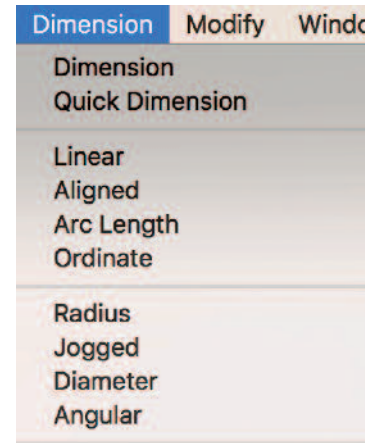 Dimension Modify Windo
Dimension
Quick Dimension
Linear
Aligned
Arc Length
Ordinate
Radius
Jogged
Diameter
Angular